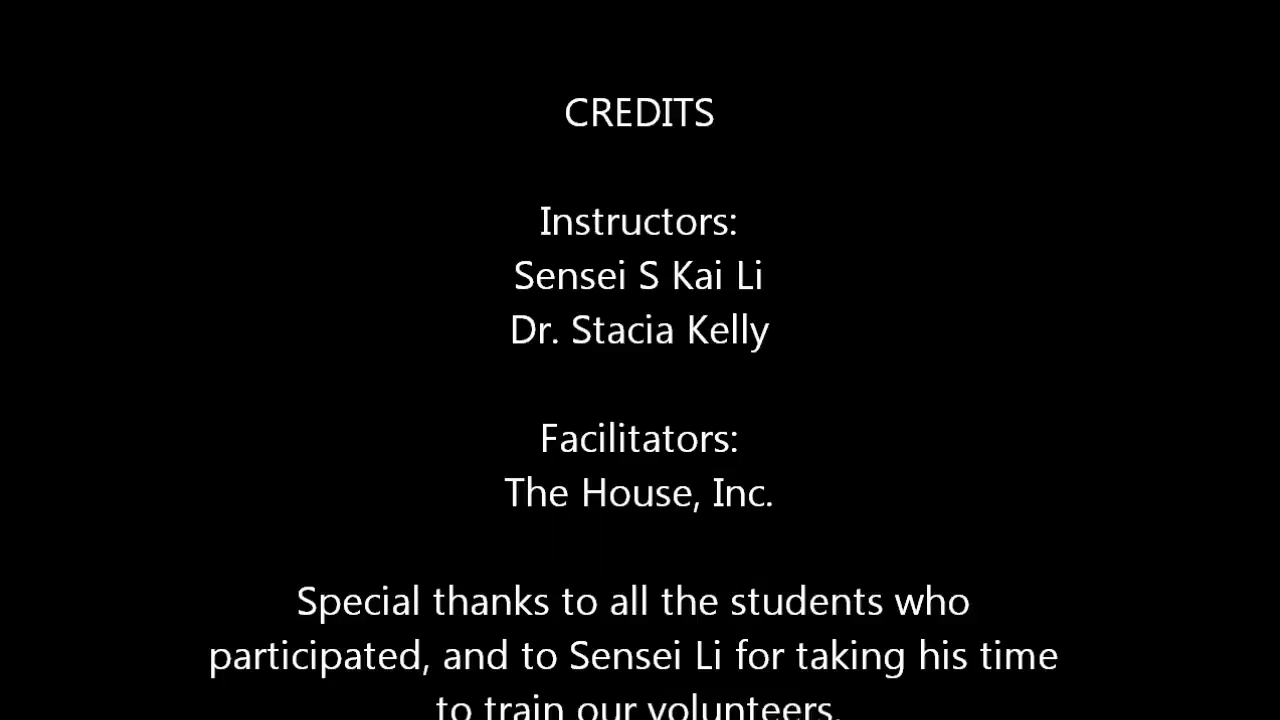 CREDITS
Instructors:
Sensei S Kai Li
Dr. Stacia Kelly
Facilitators:
The House, Inc.
Special thanks to all the students who
participated, and to Sensei Li for taking his time
to train our volunteers.